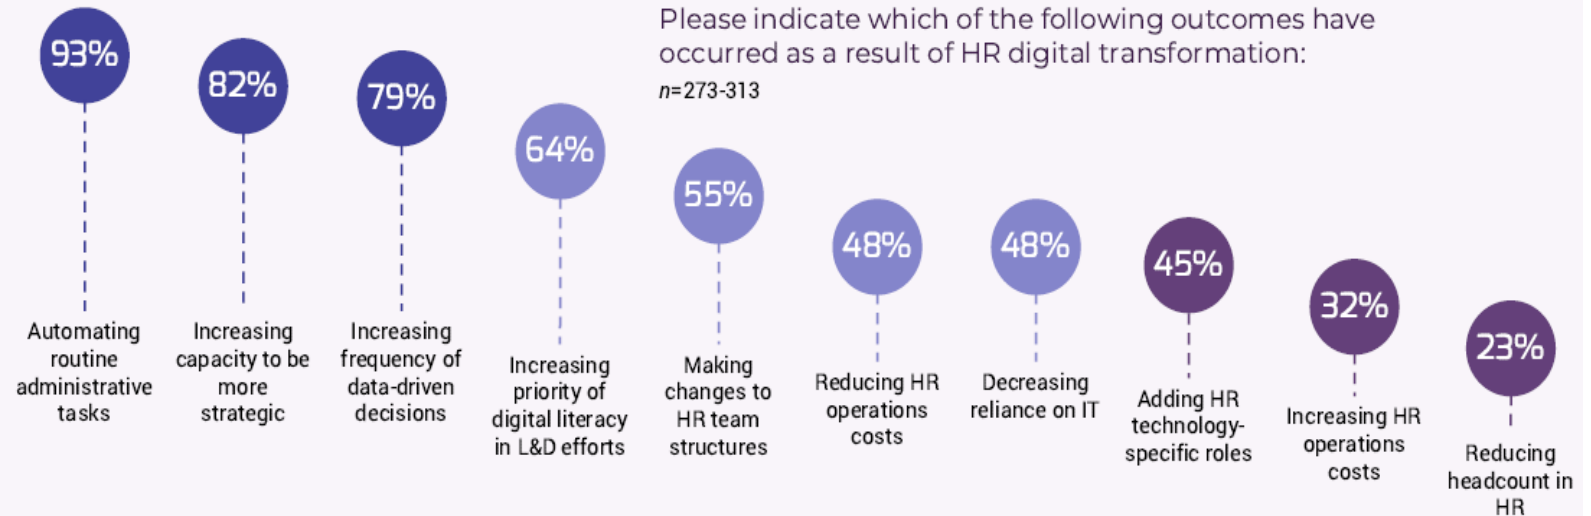 Please indicate which of the following outcomes have
occurred as a result of HR digital transformation:
n=273-313
93%
Automating
routine
administrative
tasks
82%
Increasing
capacity to be
more
strategic
79%
Increasing
frequency of
data-driven
decisions
64%
Increasing
priority of
digital literacy
in L&D efforts
55%
Making
changes to
HR team
structures
48%
Reducing HR
operations
costs
48%
Decreasing
reliance on IT
45%
Adding HR
technology-
specific roles
32%
Increasing HR
operations
costs
23%
Reducing
headcount in
HR